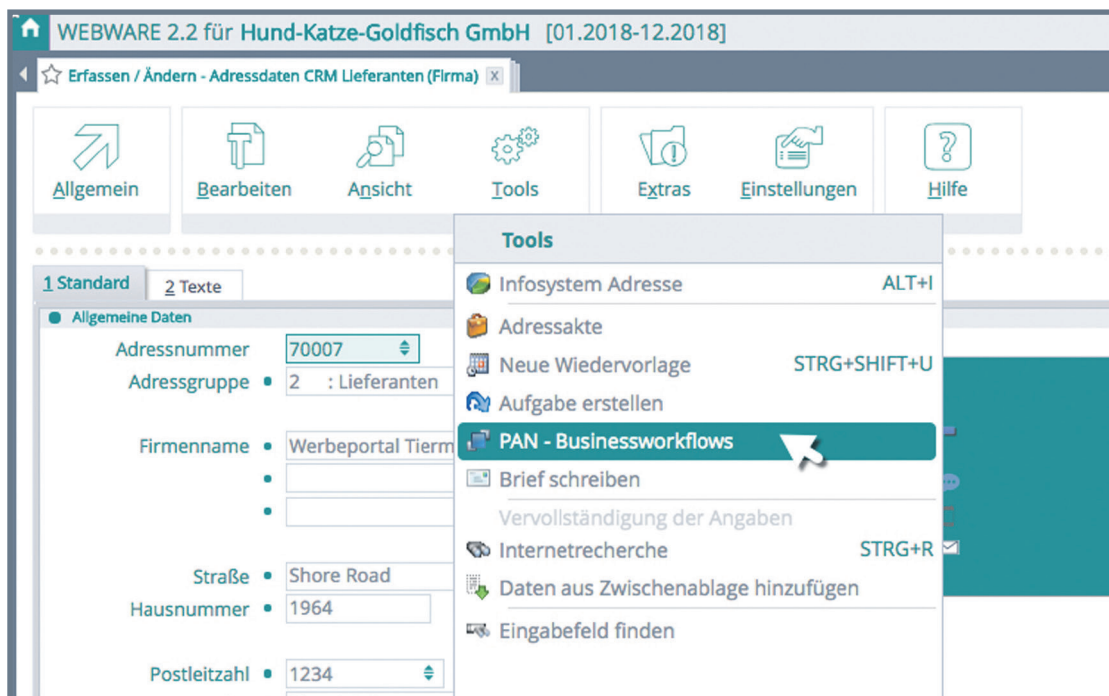 WEBWARE 2.2 für Hund-Katze-Goldfisch GmbH [01.2018-12.2018]
Erfassen / Ändern - Adressdaten CRM Lieferanten (Firma) x
Allgemein Bearbeiten Ansicht Tools Extras Einstellungen Hilfe
Tools
1 Standard 2 Texte
Infosystem Adresse ALT+I
Allgemeine Daten
Adressakte
Adressnummer 70007
Neue Wiedervorlage STRG+SHIFT+U
Adressgruppe 2 : Lieferanten
Aufgabe erstellen
PAN - Businessworkflows
Firmenname Werbeportal Tierm
Brief schreiben
Vervollständigung der Angaben
Internetrecherche STRG+R
Straße Shore Road
Daten aus Zwischenablage hinzufügen
Hausnummer 1964
Eingabefeld finden
Postleitzahl 1234